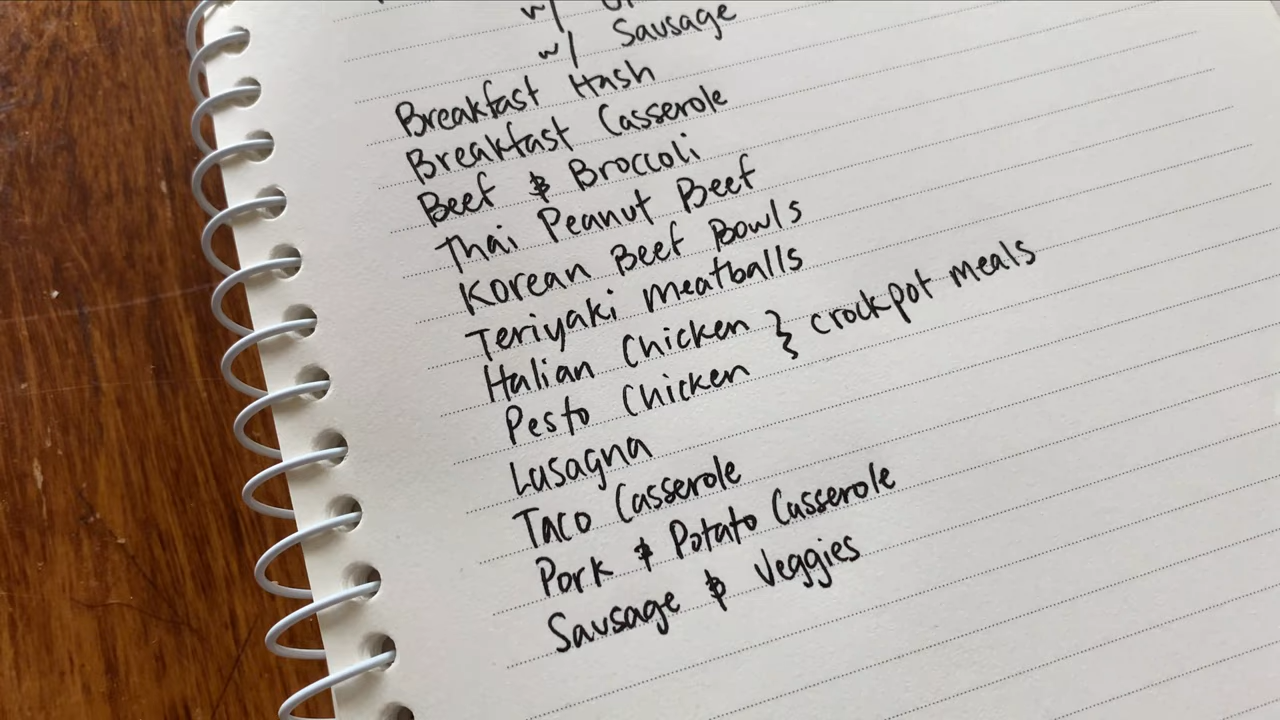 w/
w/ Sausage
Breakfast Hash
Breakfast Casserole
Beef & Broccoli
Thai Peanut Beef
Korean Beef Bowls
Teriyaki Meatballs
Italian Chicken } crockpot meals
Pesto Chicken
Lasagna
Taco Casserole
Pork & Potato Casserole
Sausage & Veggies